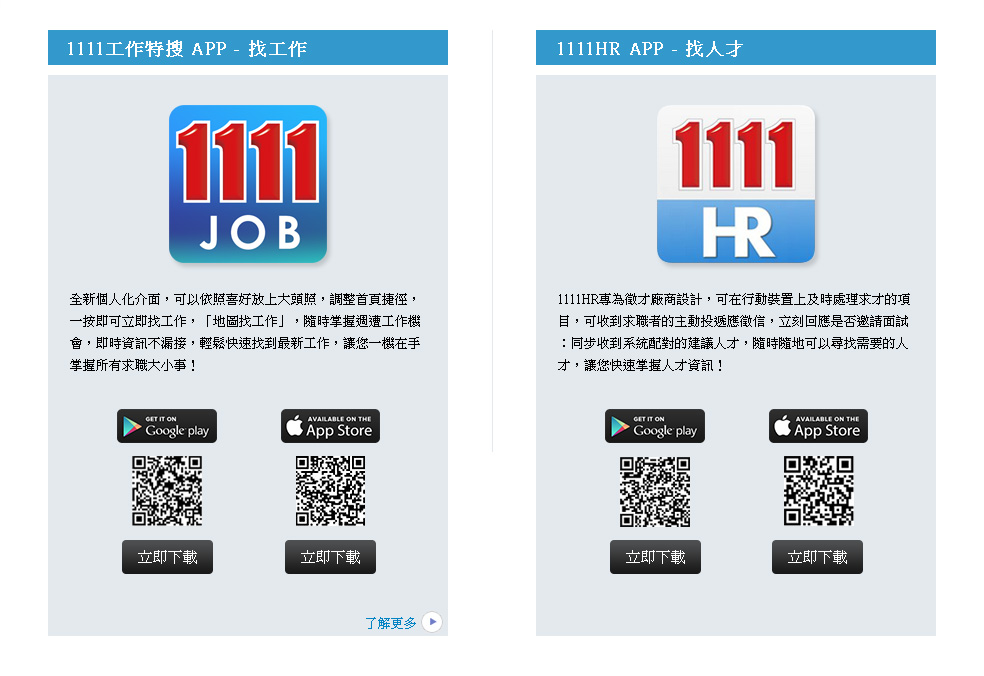 1111工作特搜 APP - 找工作
1111
JOB
全新個人化介面，可以依照喜好放上大頭照，調整首頁捷徑，
一按即可立即找工作，「地圖找工作」，隨時掌握週遭工作機
會，即時資訊不漏接，輕鬆快速找到最新工作，讓您一機在手
掌握所有求職大小事！
GET IT ON
Google play
AVAILABLE ON THE
App Store
立即下載
立即下載
了解更多
1111HR APP - 找人才
1111
HR
1111HR專為徵才廠商設計，可在行動裝置上及時處理求才的項
目，可收到求職者的主動投遞應徵信，立刻回應是否邀請面試
：同步收到系統配對的建議人才，隨時隨地可以尋找需要的人
才，讓您快速掌握人才資訊！
GET IT ON
Google play
AVAILABLE ON THE
App Store
立即下載
立即下載